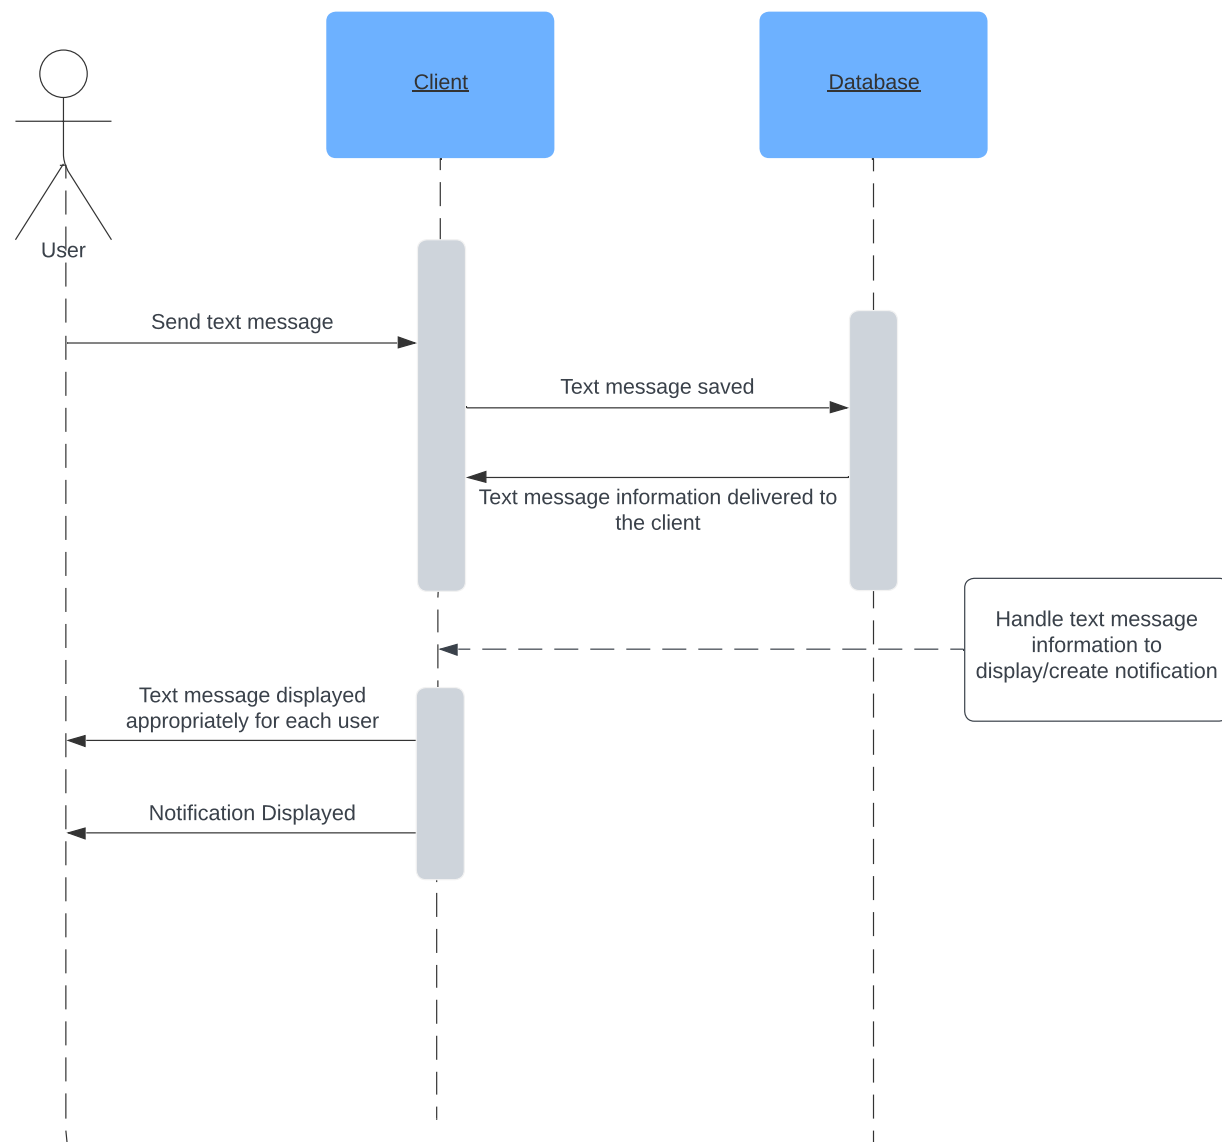 Client
Database
User
Send text message
Text message saved
Text message information delivered to
the client
Handle text message
information to
display/create notification
Text message displayed
appropriately for each user
Notification Displayed